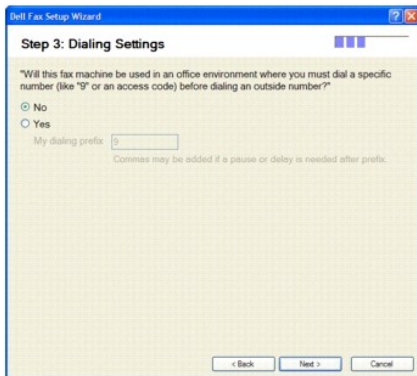 Dell Fax Setup Wizard
Step 3: Dialing Settings
"Will this fax machine be used in an office environment where you must dial a specific
number (like "9" or an access code) before dialing an outside number?"
No
Yes
My dialing prefix 9
Commas may be added if a pause or delay is needed after prefix.
< Back Next > Cancel